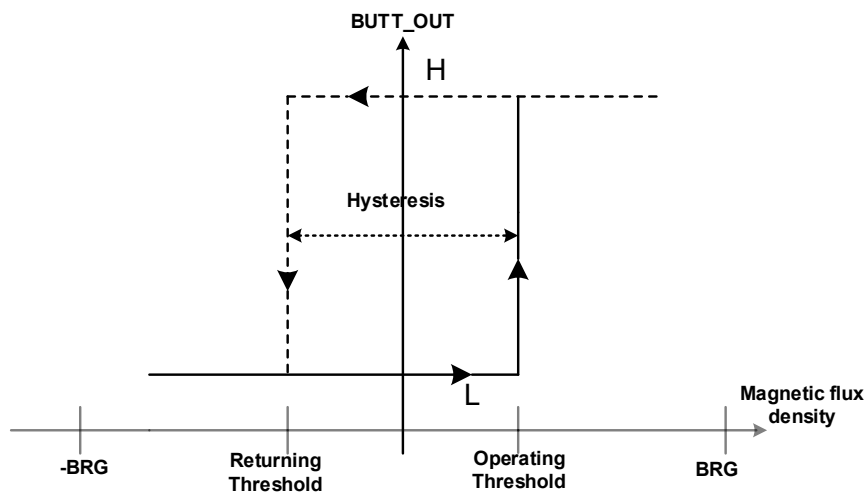 BUTT_OUT
H
Hysteresis
L
Magnetic flux
density
-BRG
Returning
Threshold
Operating
Threshold
BRG